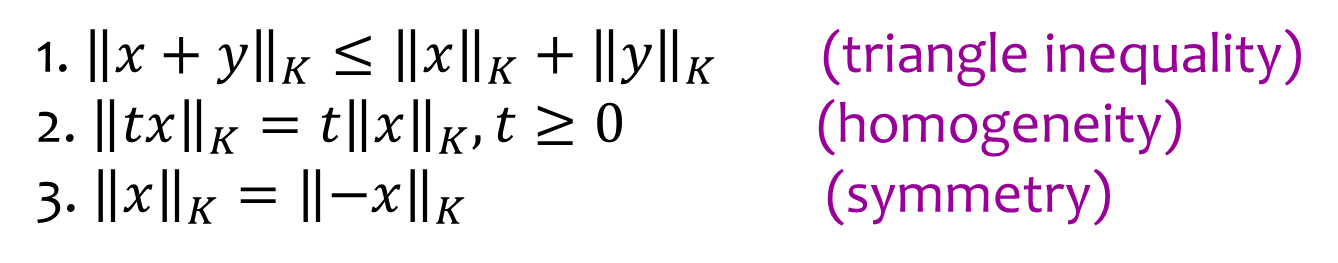 1. ‖x + y‖_K ≤ ‖x‖_K + ‖y‖_K (triangle inequality)
2. ‖tx‖_K = t‖x‖_K, t ≥ 0 (homogeneity)
3. ‖x‖_K = ‖−x‖_K (symmetry)